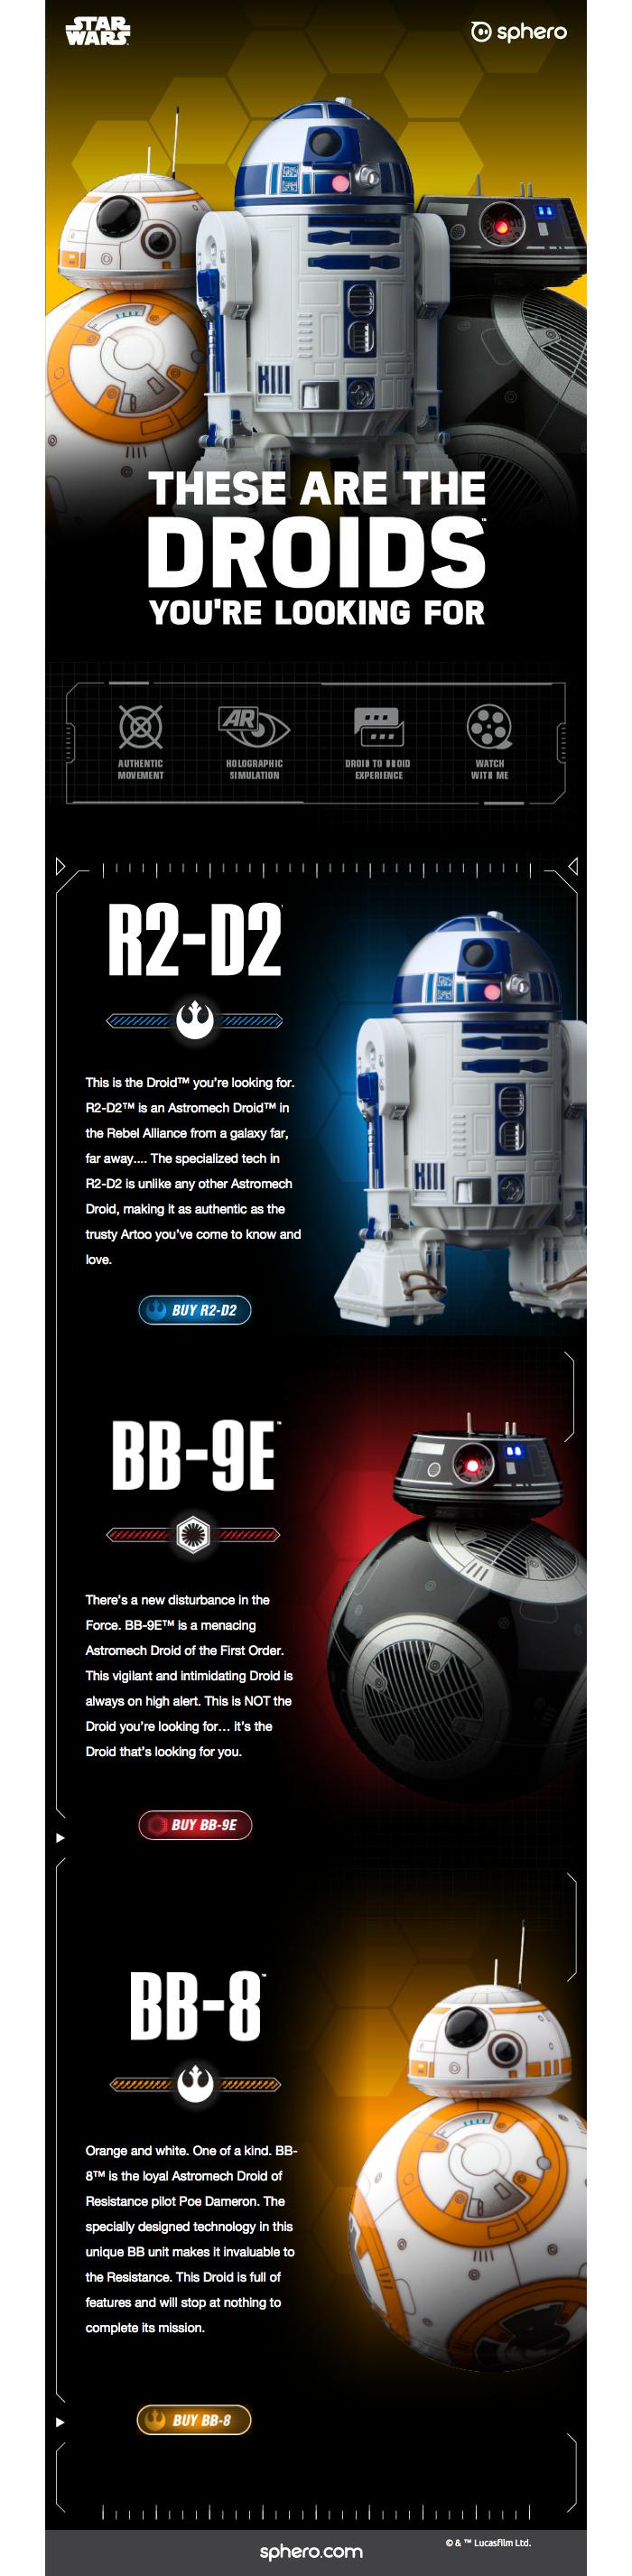 STAR
WARS
sphero
THESE ARE THE
DROIDS™
YOU'RE LOOKING FOR
AUTHENTIC
MOVEMENT
AR
HOLOGRAPHIC
SIMULATION
DROID TO DROID
EXPERIENCE
WATCH
WITH ME
R2-D2
This is the Droid™ you’re looking for.
R2-D2™ is an Astromech Droid™ in
the Rebel Alliance from a galaxy far,
far away.... The specialized tech in
R2-D2 is unlike any other Astromech
Droid, making it as authentic as the
trusty Artoo you’ve come to know and
love.
BUY R2-D2
BB-9E™
There’s a new disturbance in the
Force. BB-9E™ is a menacing
Astromech Droid of the First Order.
This vigilant and intimidating Droid is
always on high alert. This is NOT the
Droid you’re looking for… it’s the
Droid that’s looking for you.
BUY BB-9E
BB-8™
Orange and white. One of a kind. BB-
8™ is the loyal Astromech Droid of
Resistance pilot Poe Dameron. The
specially designed technology in this
unique BB unit makes it invaluable to
the Resistance. This Droid is full of
features and will stop at nothing to
complete its mission.
BUY BB-8
sphero.com
© & ™ Lucasfilm Ltd.